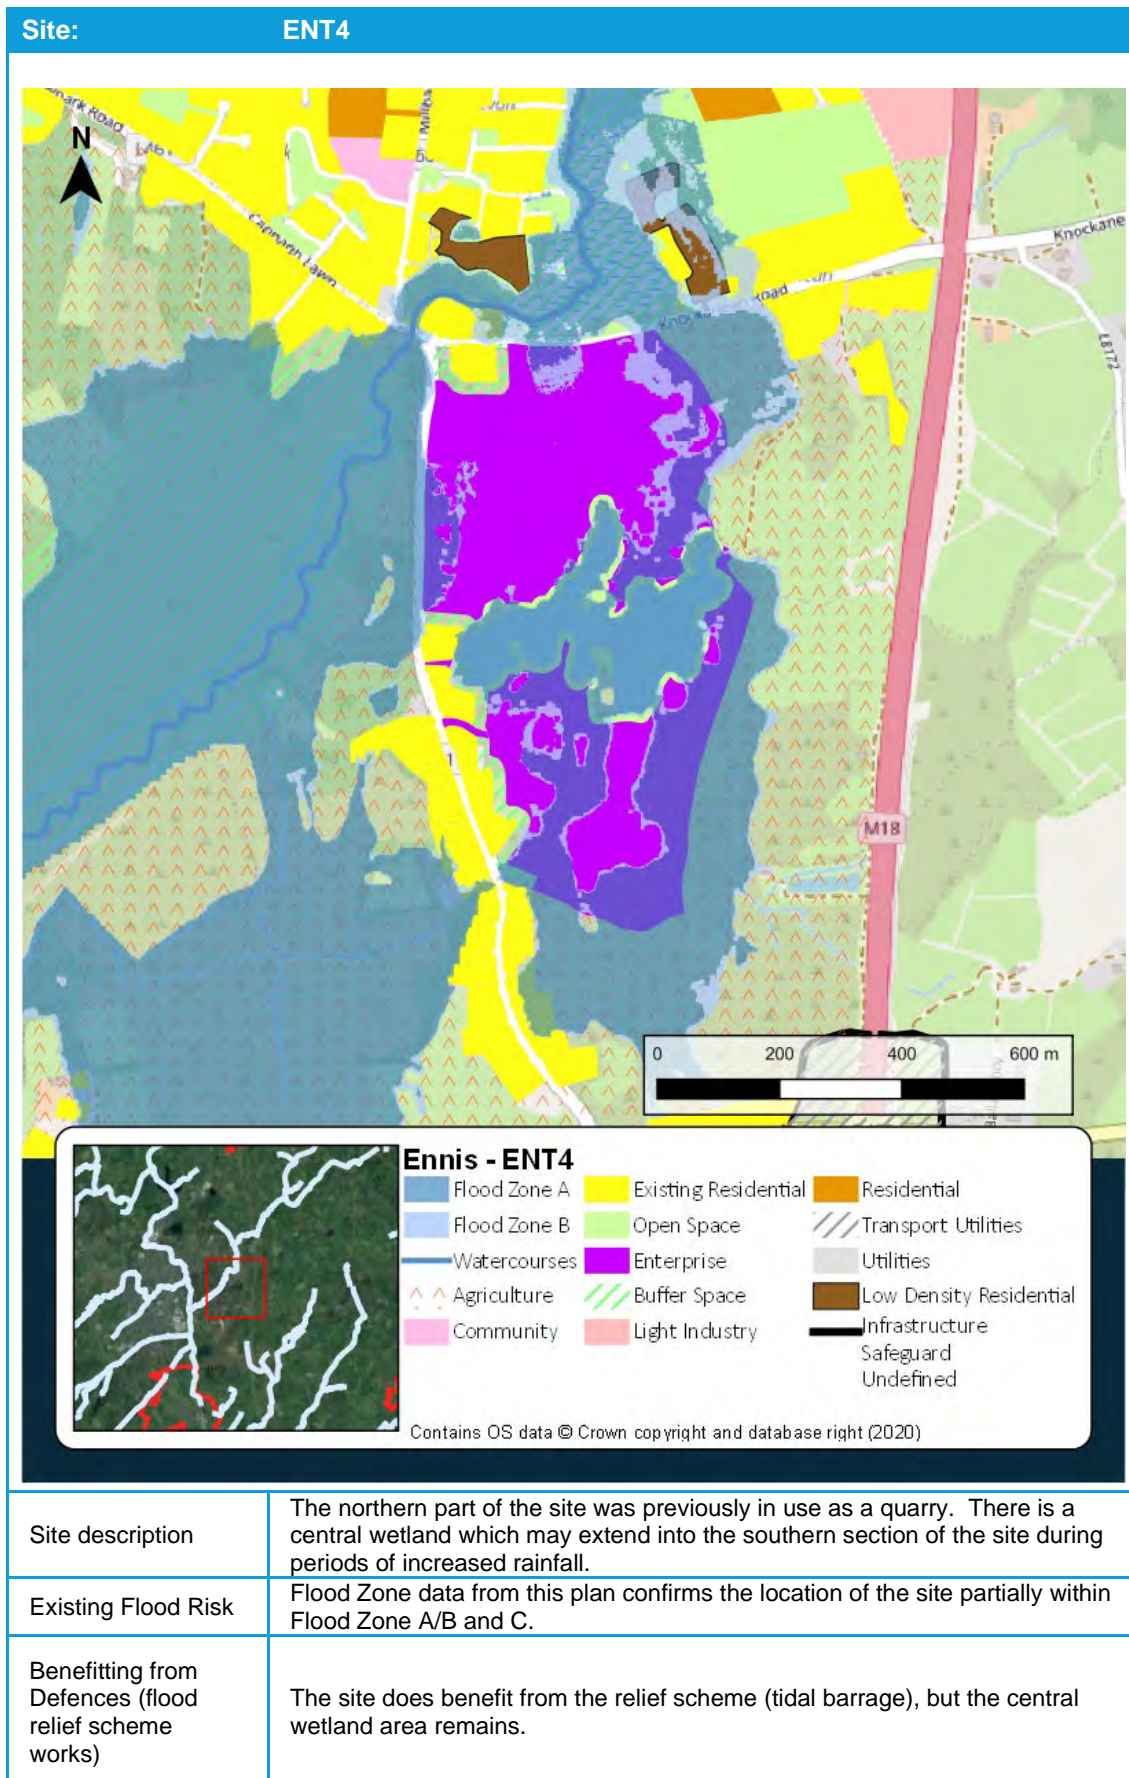 Site: ENT4
N
Cappagh Lawn
Knockane
Road
L8172
M18
1
0 200 400 600 m
Ennis - ENT4
Flood Zone A
Flood Zone B
Watercourses
Agriculture
Community
Existing Residential
Open Space
Enterprise
Buffer Space
Light Industry
Residential
Transport Utilities
Utilities
Low Density Residential
Infrastructure
Safeguard
Undefined
Contains OS data © Crown copyright and database right (2020)
Site description
The northern part of the site was previously in use as a quarry. There is a
central wetland which may extend into the southern section of the site during
periods of increased rainfall.
Existing Flood Risk
Flood Zone data from this plan confirms the location of the site partially within
Flood Zone A/B and C.
Benefitting from
Defences (flood
relief scheme
works)
The site does benefit from the relief scheme (tidal barrage), but the central
wetland area remains.